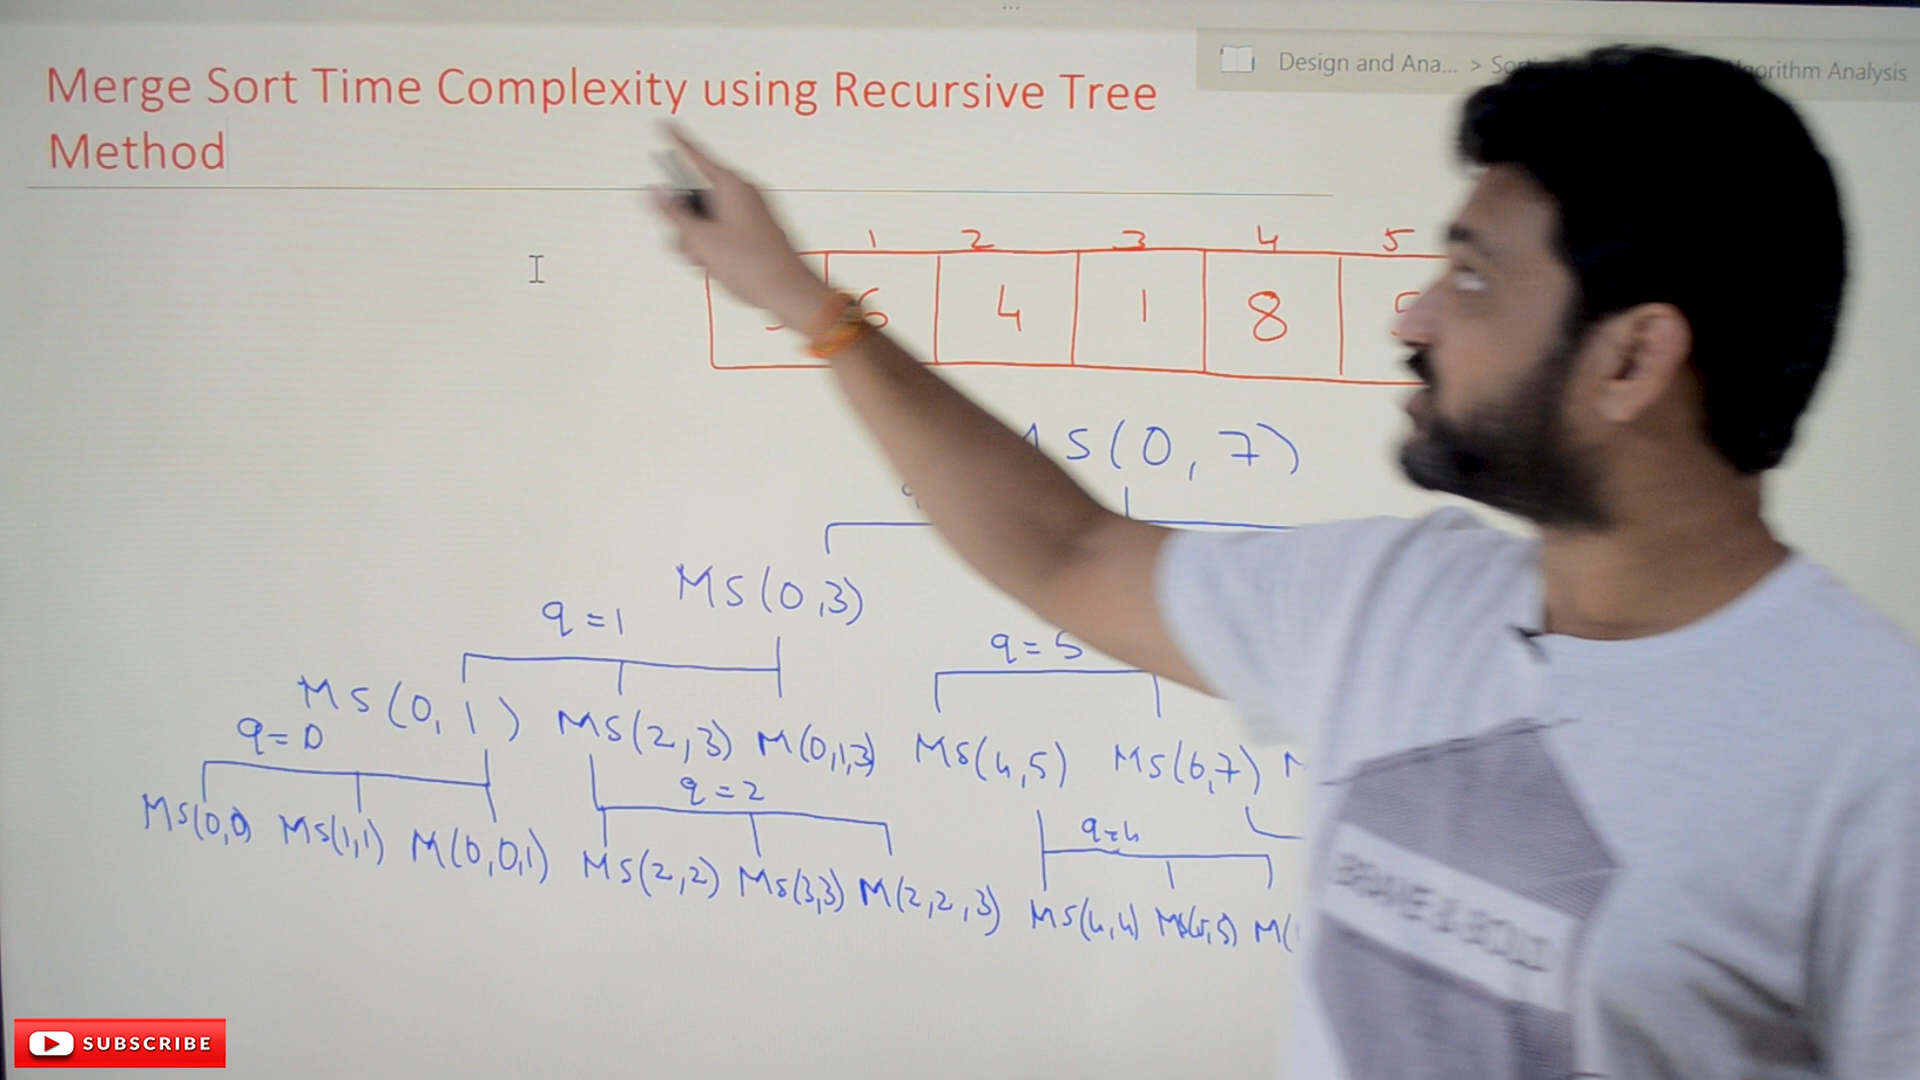 Design and Ana... > Algorithm Analysis
Merge Sort Time Complexity using Recursive Tree
Method
1 2 3 4 5
6 4 1 8
S(0,7)
MS(0,3)
q=1 q=5
MS(0,1) MS(2,3) M(0,1,3) MS(4,5) MS(6,7) M
q=0 q=2 q=4
MS(0,0) MS(1,1) M(0,0,1) MS(2,2) MS(3,3) M(2,2,3) MS(4,4) MS(5,5) M(
SUBSCRIBE